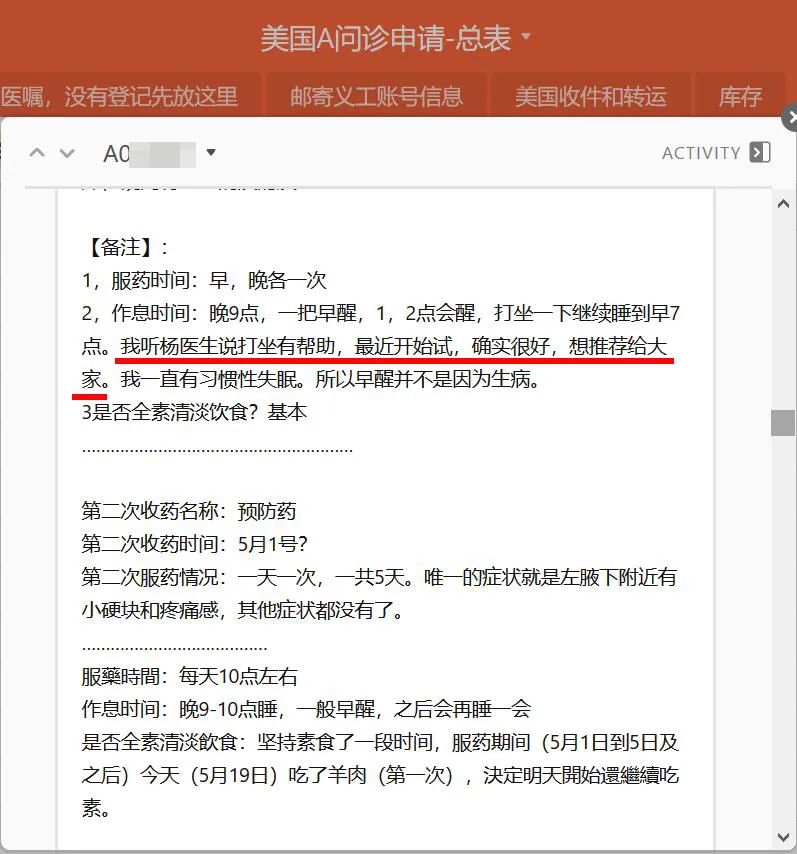 美国A问诊申请-总表
医嘱，没有登记先放这里 邮寄义工账号信息 美国收件和转运 库存
A0
ACTIVITY
【备注】：
1，服药时间：早，晚各一次
2，作息时间：晚9点，一把早醒，1，2点会醒，打坐一下继续睡到早7
点。我听杨医生说打坐有帮助，最近开始试，确实很好，想推荐给大
家。我一直有习惯性失眠。所以早醒并不是因为生病。
3是否全素清淡饮食？基本
........................................................
第二次收药名称：预防药
第二次收药时间：5月1号？
第二次服药情况：一天一次，一共5天。唯一的症状就是左腋下附近有
小硬块和疼痛感，其他症状都没有了。
......................................
服藥時間：每天10点左右
作息时间：晚9-10点睡，一般早醒，之后会再睡一会
是否全素清淡飲食：坚持素食了一段时间，服药期间（5月1日到5日及
之后）今天（5月19日）吃了羊肉（第一次），決定明天開始還繼續吃
素。